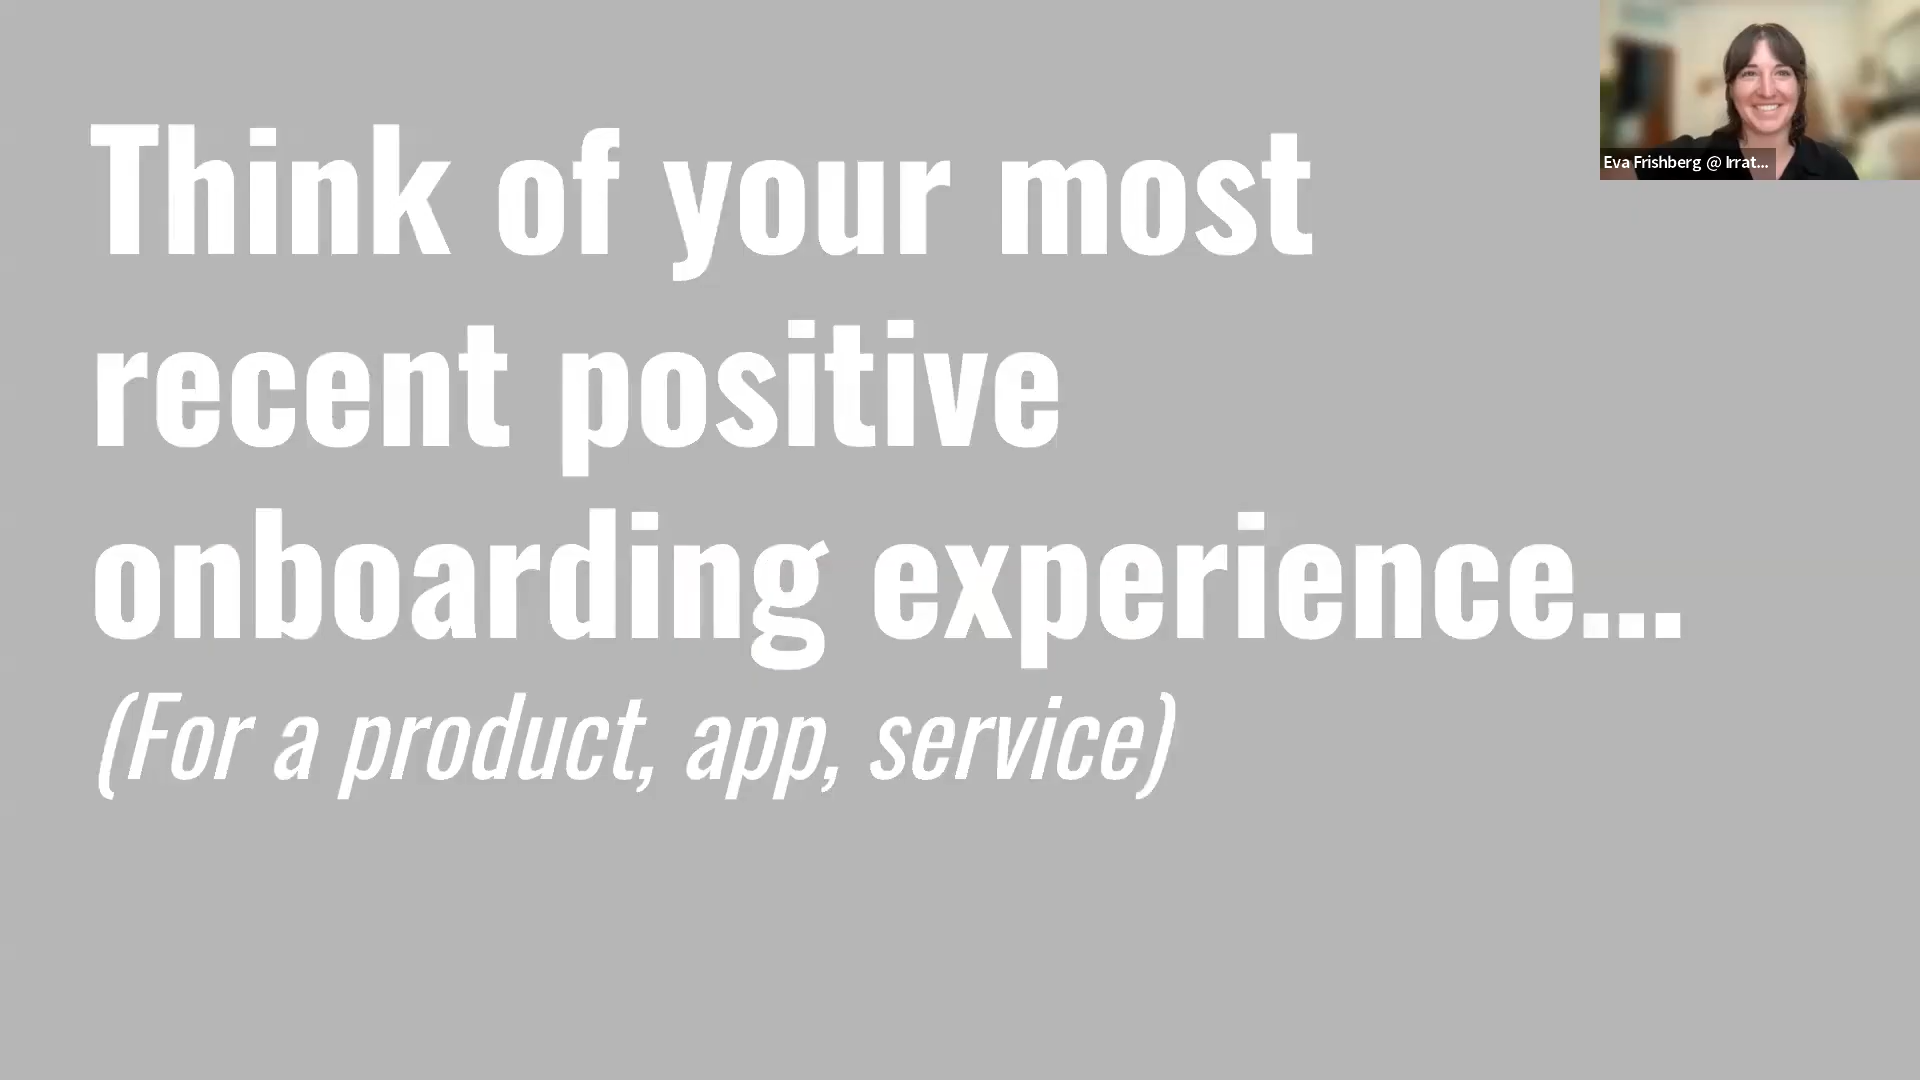 Think of your most
recent positive
onboarding experience...
(For a product, app, service)
Eva Frishberg @ Irrat...